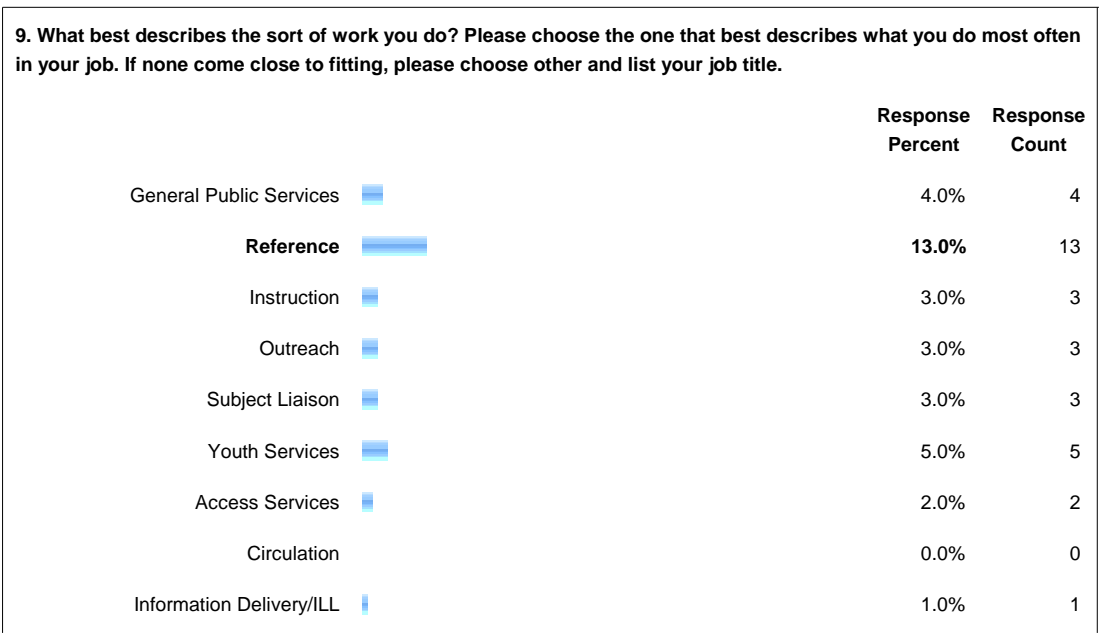 9. What best describes the sort of work you do? Please choose the one that best describes what you do most often
in your job. If none come close to fitting, please choose other and list your job title.
Response Response
Percent Count
General Public Services 4.0% 4
Reference 13.0% 13
Instruction 3.0% 3
Outreach 3.0% 3
Subject Liaison 3.0% 3
Youth Services 5.0% 5
Access Services 2.0% 2
Circulation 0.0% 0
Information Delivery/ILL 1.0% 1